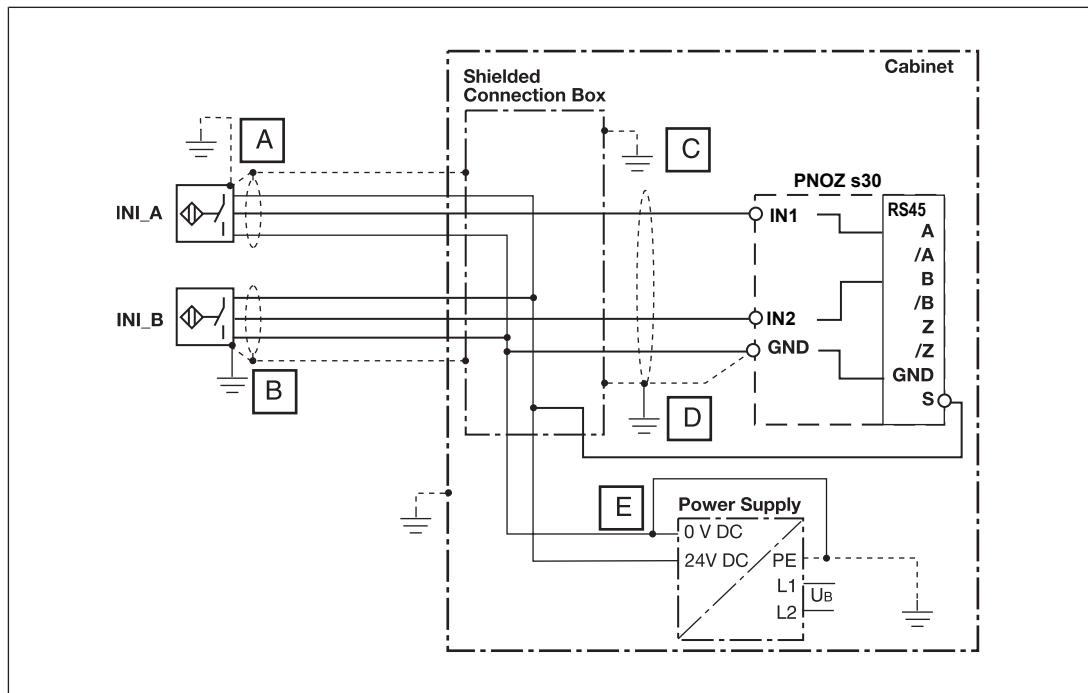 Cabinet
Shielded
Connection Box
A
C
PNOZ s30
INI_A
IN1
RS45
A
/A
B
/B
INI_B
IN2
Z
/Z
GND
GND
S
B
D
E
Power Supply
0 V DC
24V DC
PE
L1
UB
L2